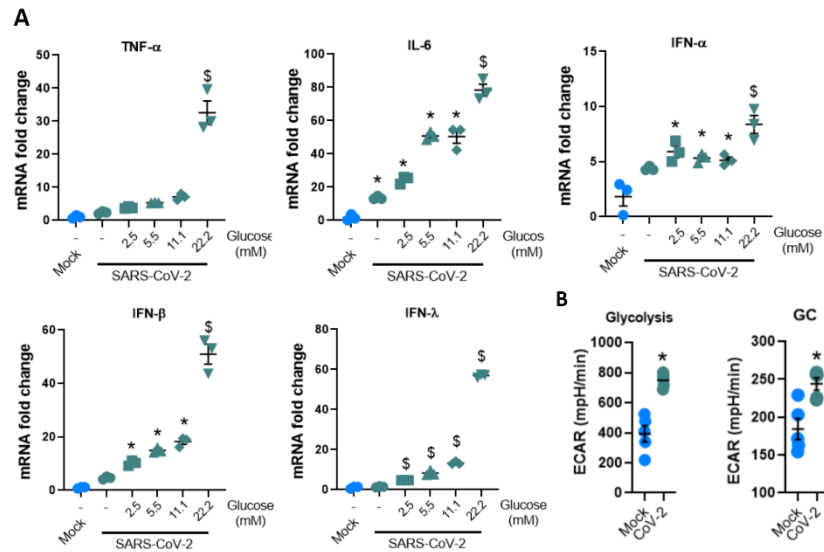 A
TNF-α
mRNA fold change
50
40
30
20
10
0
$
- - 2.5 5.5 11.1 22.2 Glucose
(mM)
Mock
SARS-CoV-2
IL-6
mRNA fold change
100
80
60
40
20
0
* * * * $
- - 2.5 5.5 11.1 22.2 Glucos
(mM)
Mock
SARS-CoV-2
IFN-α
mRNA fold change
15
10
5
0
* * * $
- - 2.5 5.5 11.1 22.2 Glucose
(mM)
Mock
SARS-CoV-2
IFN-β
mRNA fold change
60
40
20
0
* * * $
- - 2.5 5.5 11.1 22.2 Glucose
(mM)
Mock
SARS-CoV-2
IFN-λ
mRNA fold change
80
60
40
20
0
$ $ $ $
- - 2.5 5.5 11.1 22.2 Glucose
(mM)
Mock
SARS-CoV-2
B
Glycolysis
ECAR (mpH/min)
1000
800
600
400
200
0
*
Mock
CoV-2
GC
ECAR (mpH/min)
300
250
200
150
100
*
Mock
CoV-2